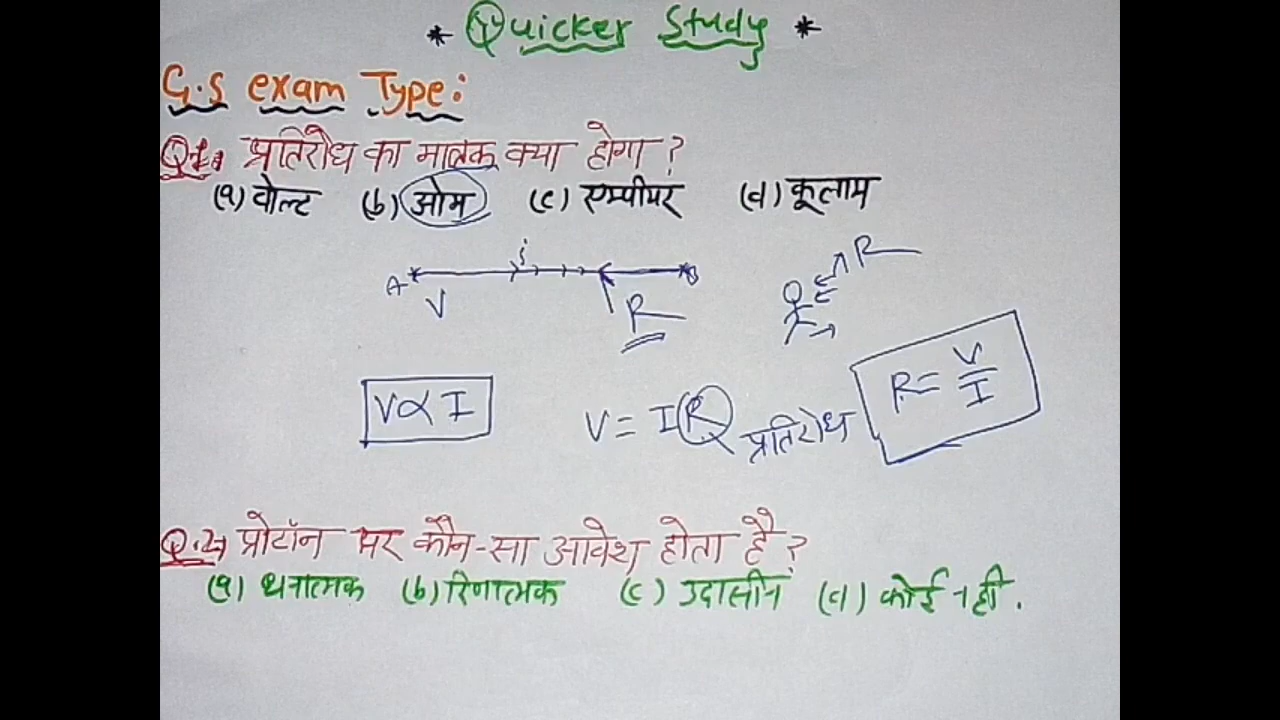 * Quicker Study *
G.S exam Type:
Q.1. प्रतिरोध का मात्रक क्या होगा ?
(a) वोल्ट (b) ओम (c) एम्पीयर (d) कूलाम
i R
A B
V R
V ∝ I V = IR प्रतिरोध R = V/I
Q.2. प्रोटॉन पर कौन-सा आवेश होता है ?
(a) धनात्मक (b) रिणात्मक (c) उदासीन (d) कोई नही .